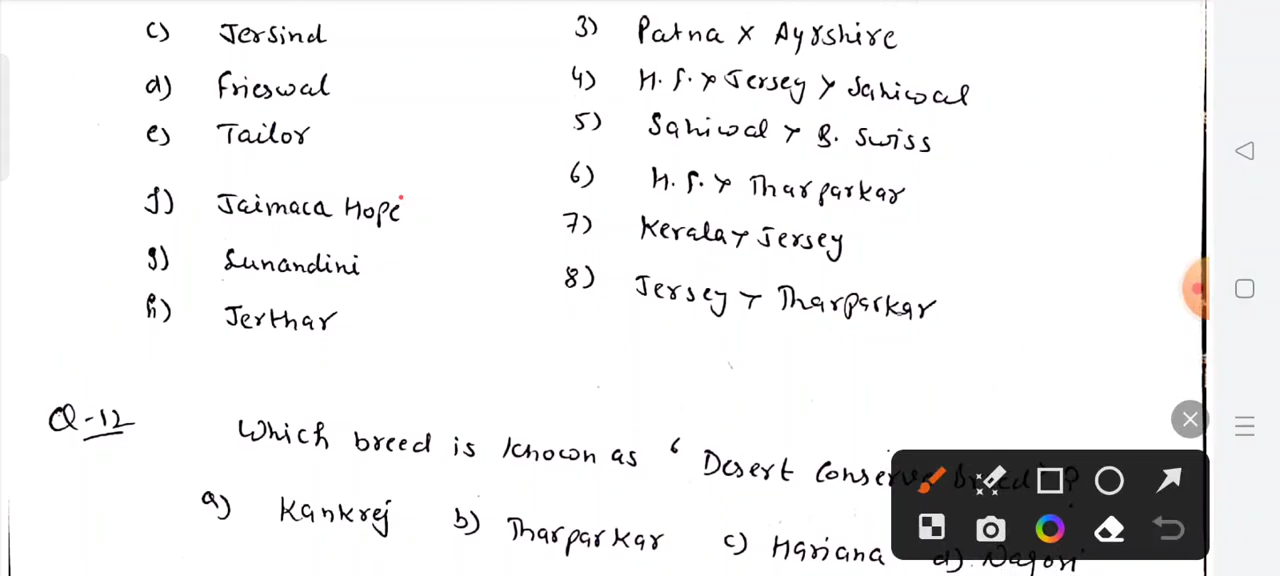 c) Jersind 3) Patna x Ayrshire
d) Frieswal 4) H. F. x Jersey x Sahiwal
e) Tailor 5) Sahiwal x B. Swiss
f) Jaimaca Hope 6) H. F. x Tharparkar
g) Sunandini 7) Kerala x Jersey
h) Jerthar 8) Jersey x Tharparkar
Q-12 Which breed is known as " Desert
a) Kankrej b) Tharparkar c) Hariana d) Nagori